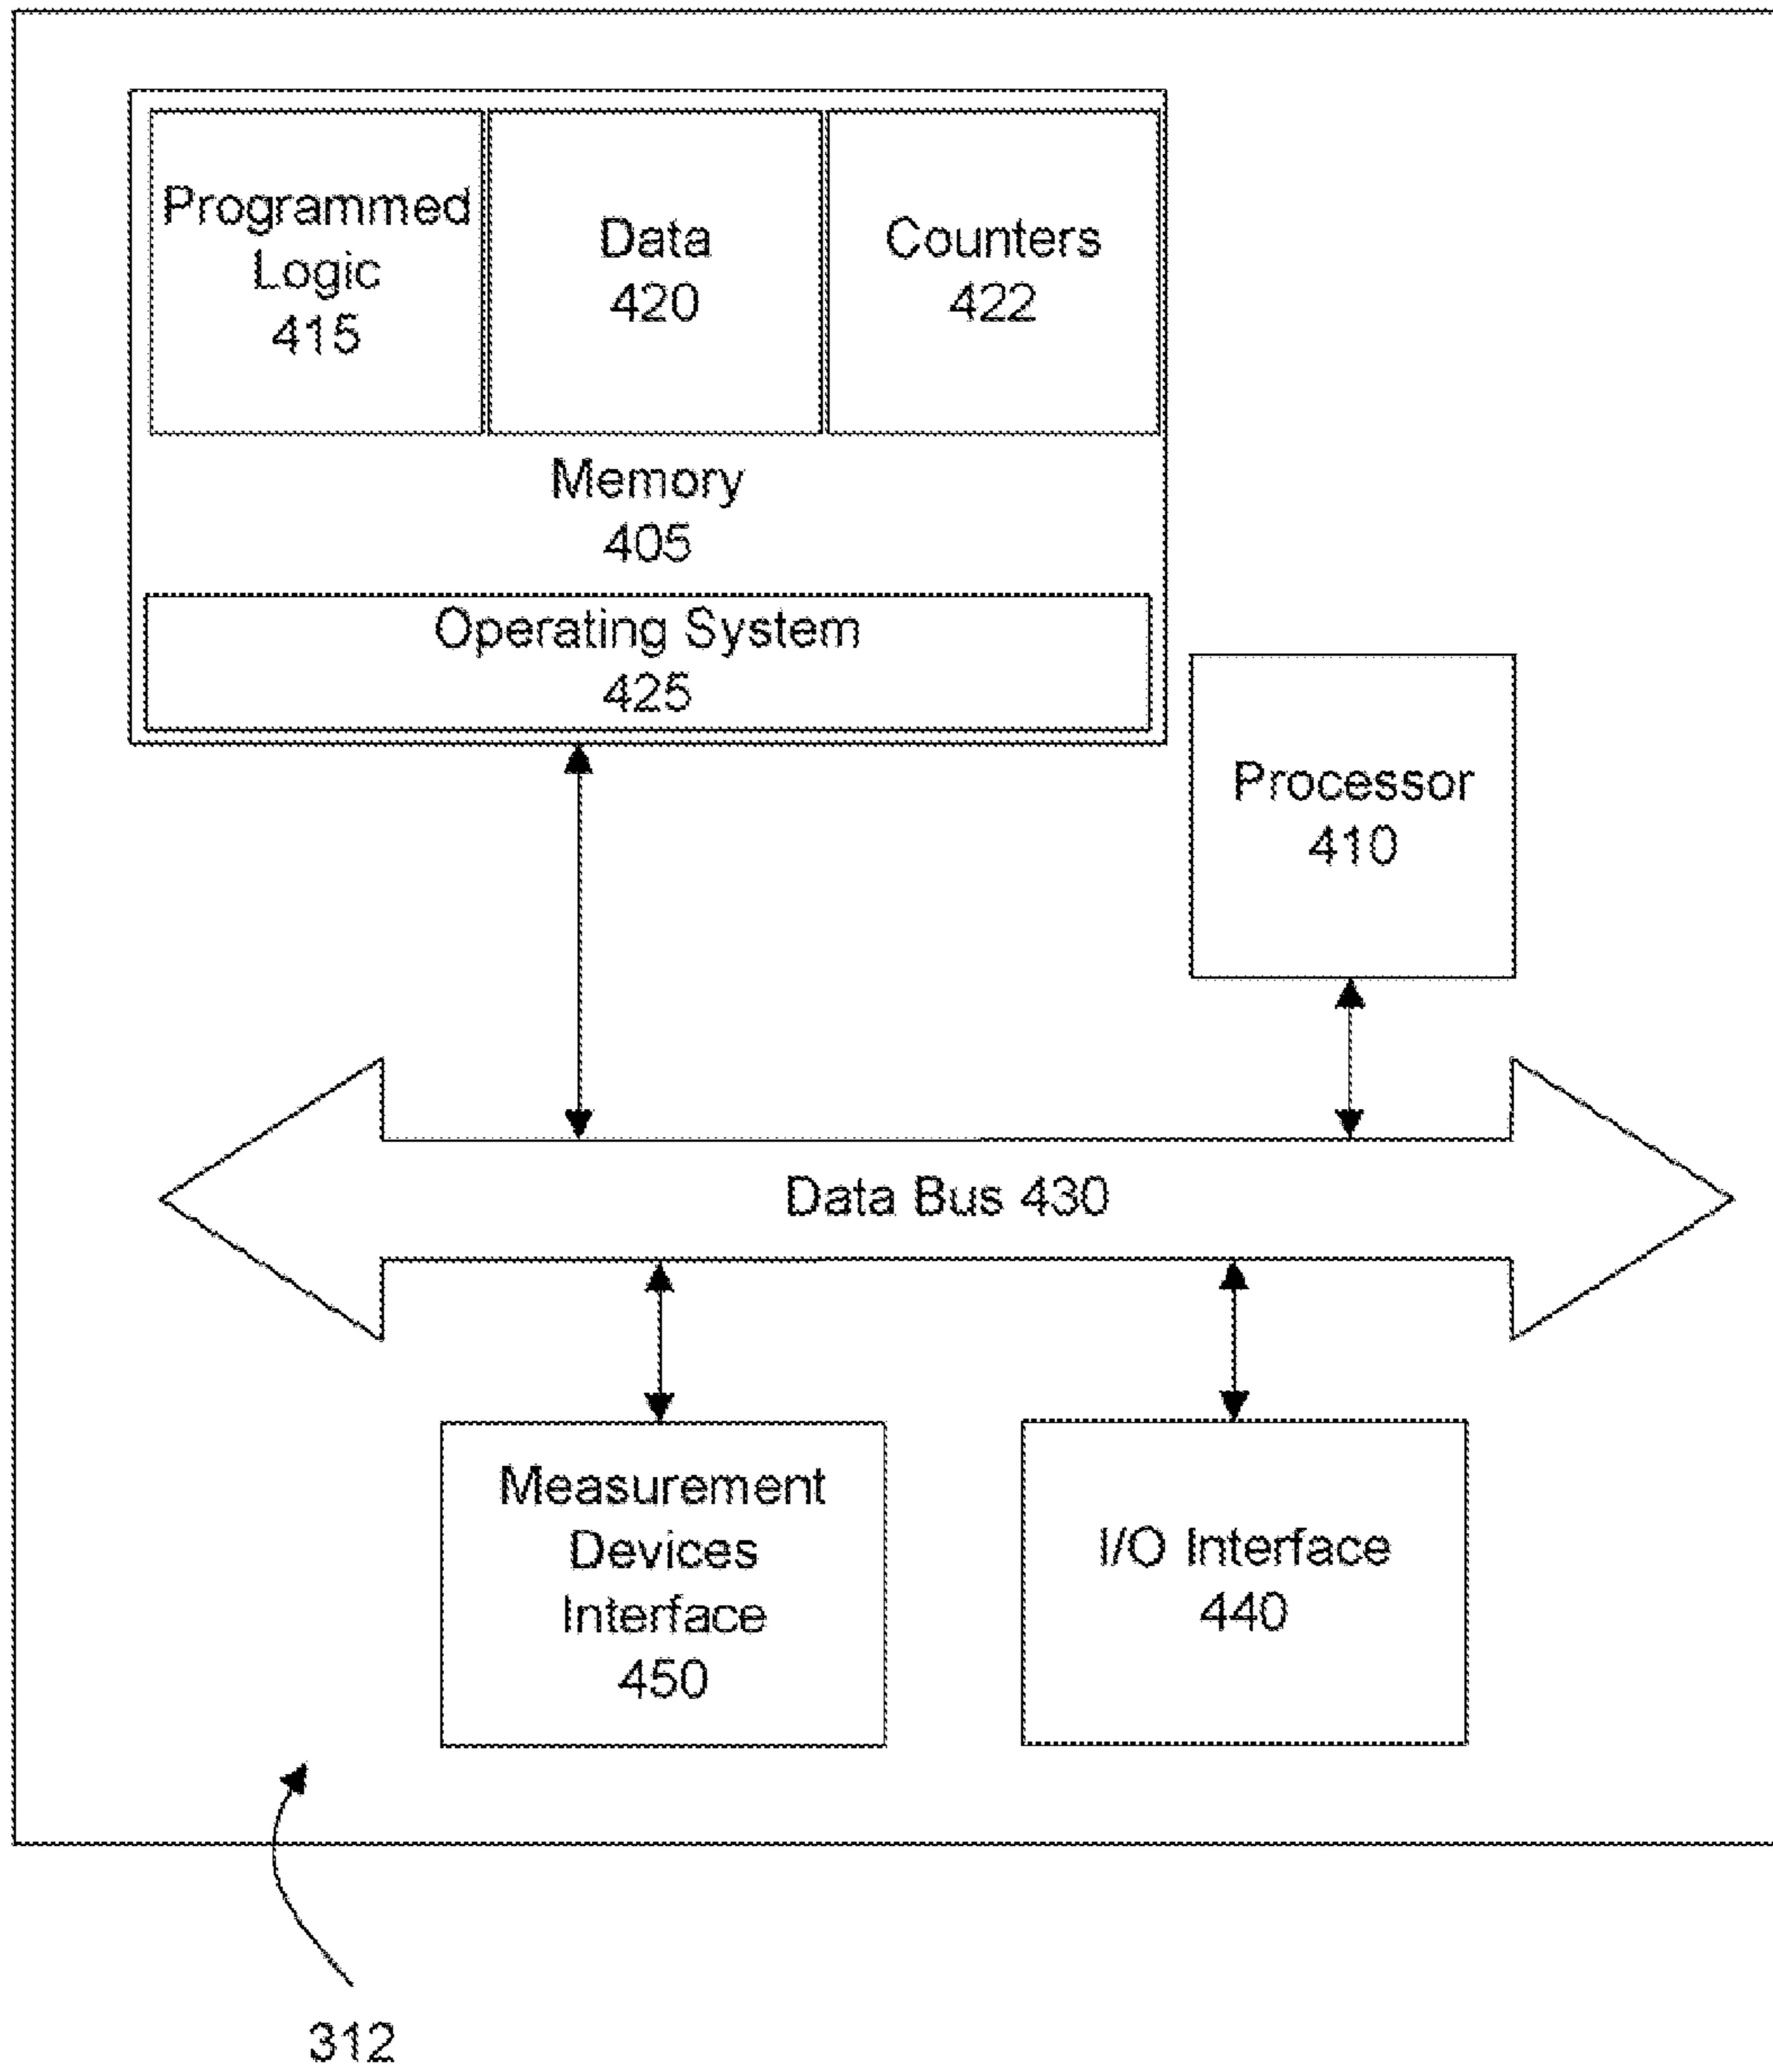 Programmed
Logic
415
Data
420
Counters
422
Memory
405
Operating System
425
Processor
410
Data Bus 430
Measurement
Devices
Interface
450
I/O Interface
440
312